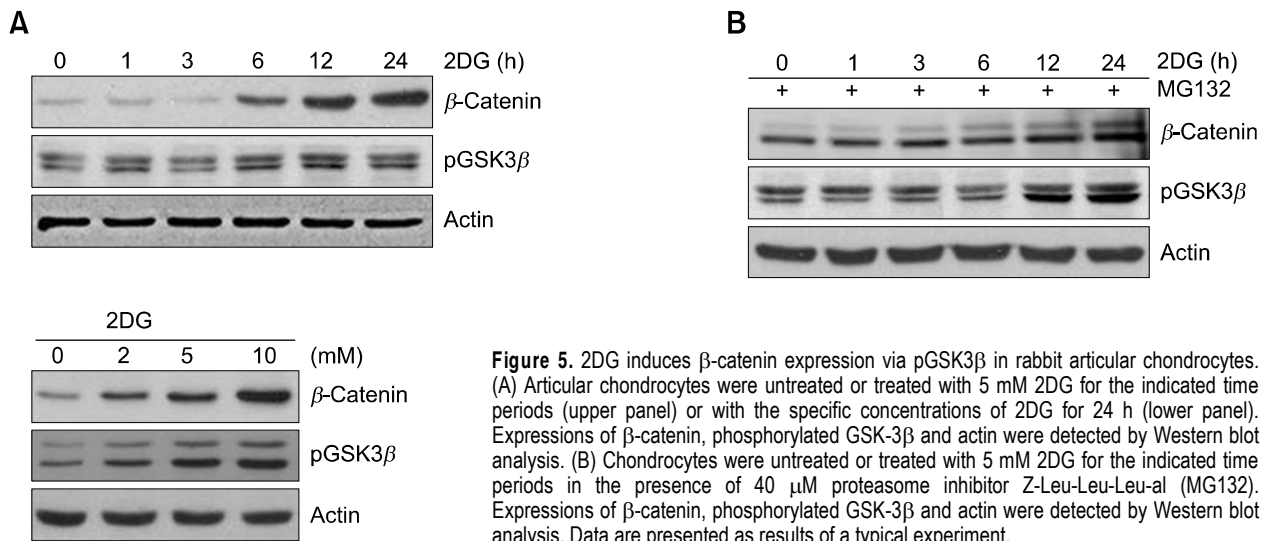 A
0 1 3 6 12 24 2DG (h)
β-Catenin
pGSK3β
Actin
2DG
0 2 5 10 (mM)
β-Catenin
pGSK3β
Actin
B
0 1 3 6 12 24 2DG (h)
+ + + + + + MG132
β-Catenin
pGSK3β
Actin
Figure 5. 2DG induces β-catenin expression via pGSK3β in rabbit articular chondrocytes.
(A) Articular chondrocytes were untreated or treated with 5 mM 2DG for the indicated time
periods (upper panel) or with the specific concentrations of 2DG for 24 h (lower panel).
Expressions of β-catenin, phosphorylated GSK-3β and actin were detected by Western blot
analysis. (B) Chondrocytes were untreated or treated with 5 mM 2DG for the indicated time
periods in the presence of 40 μM proteasome inhibitor Z-Leu-Leu-Leu-al (MG132).
Expressions of β-catenin, phosphorylated GSK-3β and actin were detected by Western blot
analysis. Data are presented as results of a typical experiment.